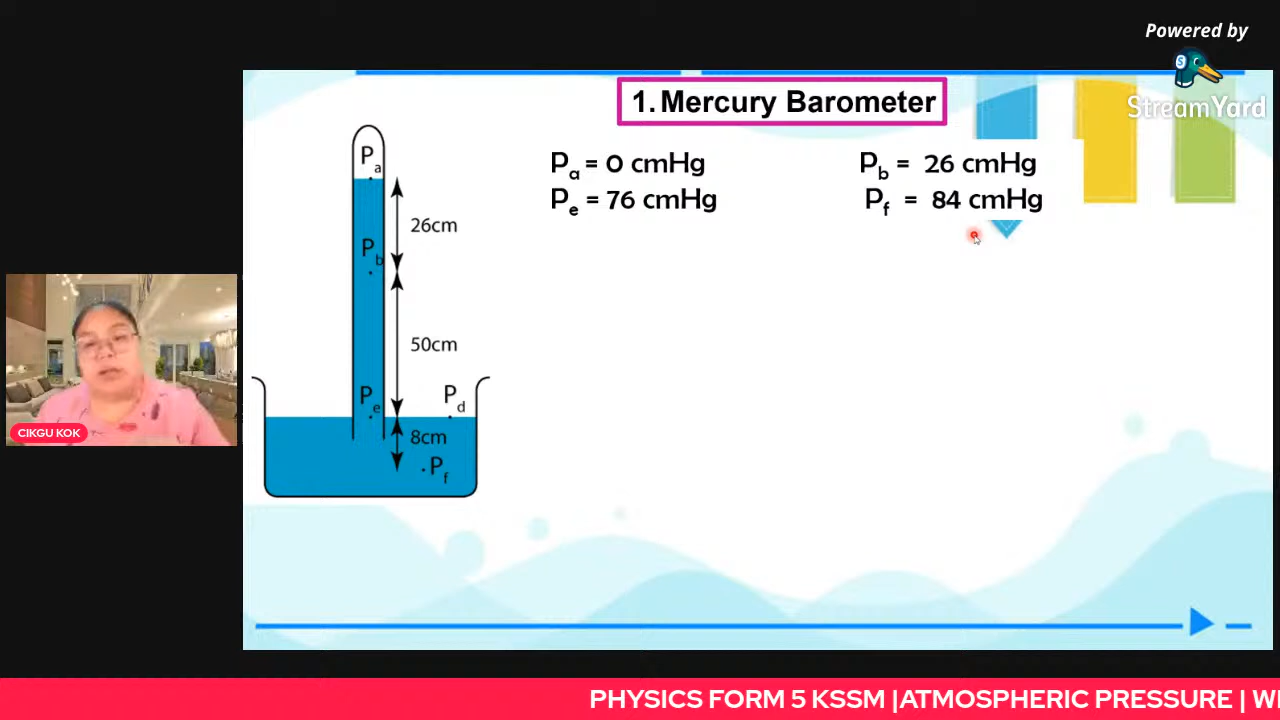 Powered by
StreamYard
1. Mercury Barometer
Pa = 0 cmHg
Pb = 26 cmHg
Pe = 76 cmHg
Pf = 84 cmHg
Pa
26cm
Pb
50cm
Pe
Pd
8cm
Pf
CIKGU KOK
PHYSICS FORM 5 KSSM |ATMOSPHERIC PRESSURE |